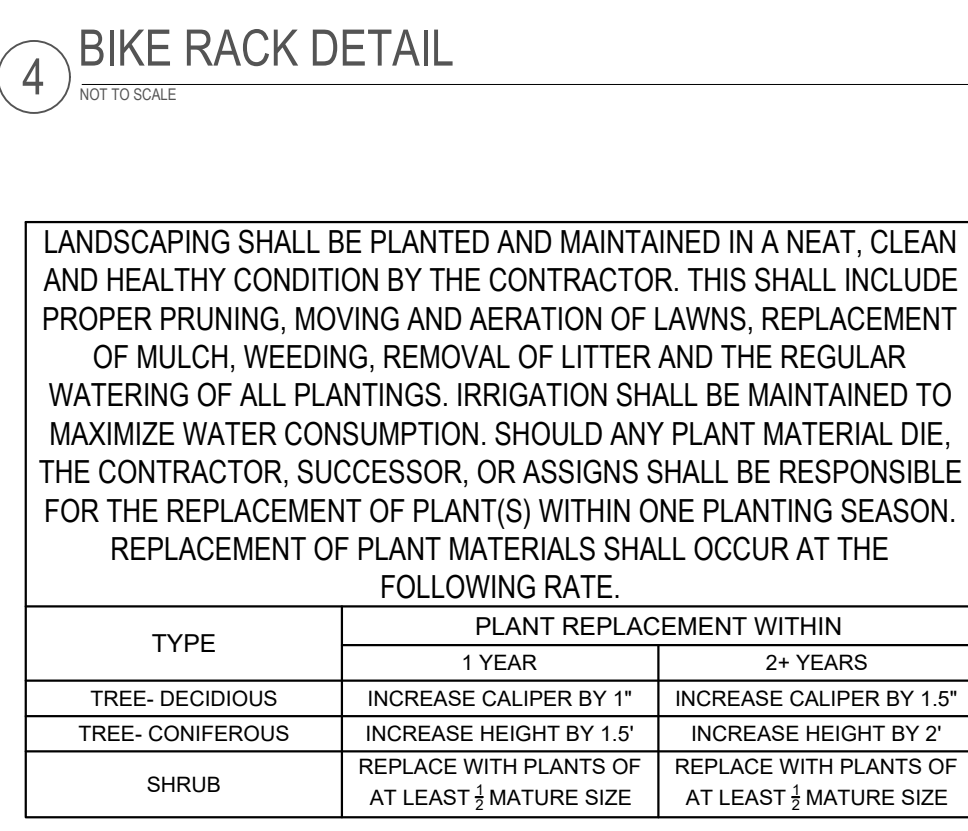 4
BIKE RACK DETAIL
NOT TO SCALE
LANDSCAPING SHALL BE PLANTED AND MAINTAINED IN A NEAT, CLEAN
AND HEALTHY CONDITION BY THE CONTRACTOR. THIS SHALL INCLUDE
PROPER PRUNING, MOVING AND AERATION OF LAWNS, REPLACEMENT
OF MULCH, WEEDING, REMOVAL OF LITTER AND THE REGULAR
WATERING OF ALL PLANTINGS. IRRIGATION SHALL BE MAINTAINED TO
MAXIMIZE WATER CONSUMPTION. SHOULD ANY PLANT MATERIAL DIE,
THE CONTRACTOR, SUCCESSOR, OR ASSIGNS SHALL BE RESPONSIBLE
FOR THE REPLACEMENT OF PLANT(S) WITHIN ONE PLANTING SEASON.
REPLACEMENT OF PLANT MATERIALS SHALL OCCUR AT THE
FOLLOWING RATE.
TYPE PLANT REPLACEMENT WITHIN
1 YEAR 2+ YEARS
TREE- DECIDIOUS INCREASE CALIPER BY 1" INCREASE CALIPER BY 1.5"
TREE- CONIFEROUS INCREASE HEIGHT BY 1.5' INCREASE HEIGHT BY 2'
SHRUB REPLACE WITH PLANTS OF AT LEAST ½ MATURE SIZE REPLACE WITH PLANTS OF AT LEAST ½ MATURE SIZE